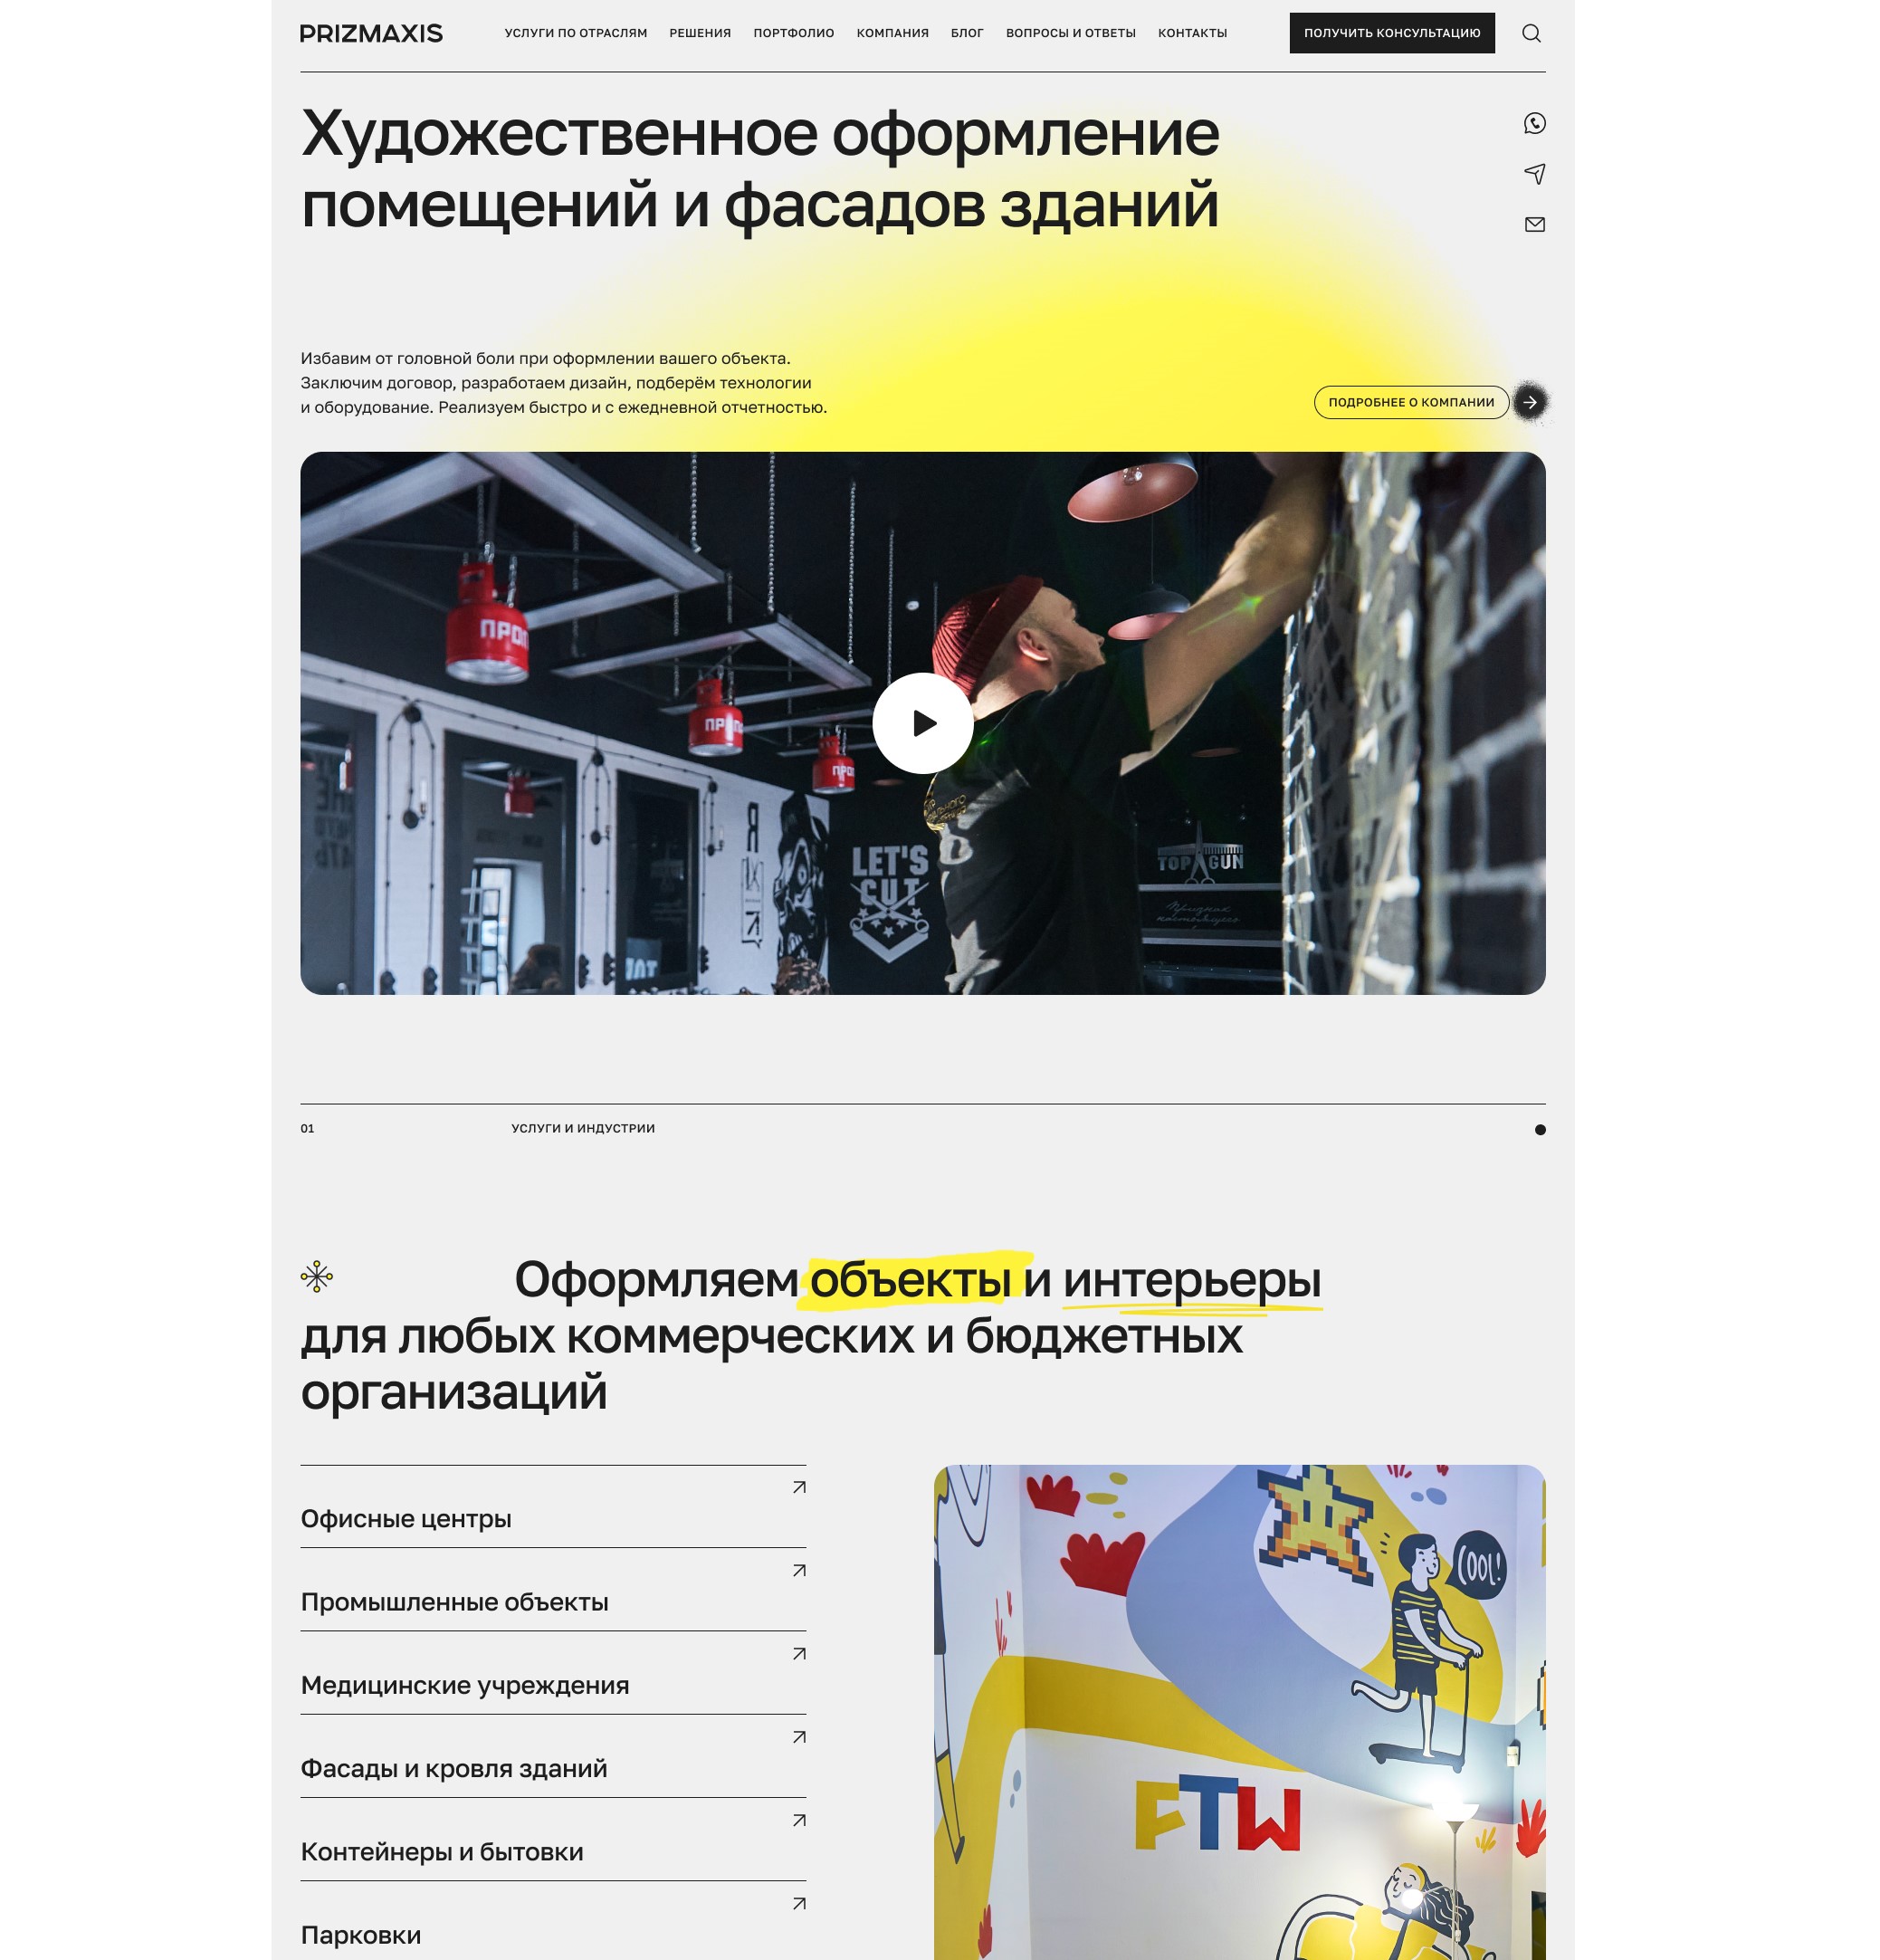 PRIZMAXIS
УСЛУГИ ПО ОТРАСЛЯМ
РЕШЕНИЯ
ПОРТФОЛИО
КОМПАНИЯ
БЛОГ
ВОПРОСЫ И ОТВЕТЫ
КОНТАКТЫ
ПОЛУЧИТЬ КОНСУЛЬТАЦИЮ
Художественное оформление
помещений и фасадов зданий
Избавим от головной боли при оформлении вашего объекта.
Заключим договор, разработаем дизайн, подберём технологии
и оборудование. Реализуем быстро и с ежедневной отчетностью.
ПОДРОБНЕЕ О КОМПАНИИ
LET'S
CUT
TOP GUN
01
УСЛУГИ И ИНДУСТРИИ
Оформляем объекты и интерьеры
для любых коммерческих и бюджетных
организаций
Офисные центры
Промышленные объекты
Медицинские учреждения
Фасады и кровля зданий
Контейнеры и бытовки
Парковки
COOL!
FTW